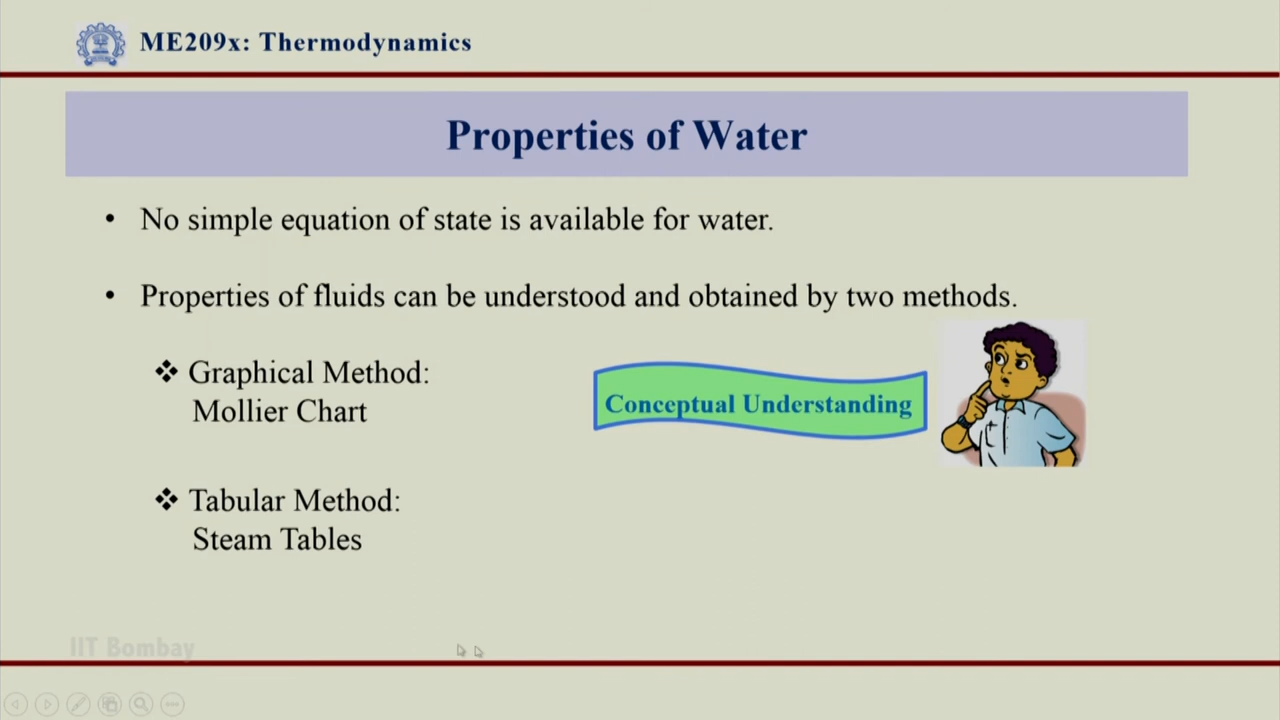 ME209x: Thermodynamics
Properties of Water
• No simple equation of state is available for water.
• Properties of fluids can be understood and obtained by two methods.
❖ Graphical Method:
Mollier Chart
Conceptual Understanding
❖ Tabular Method:
Steam Tables
IIT Bombay